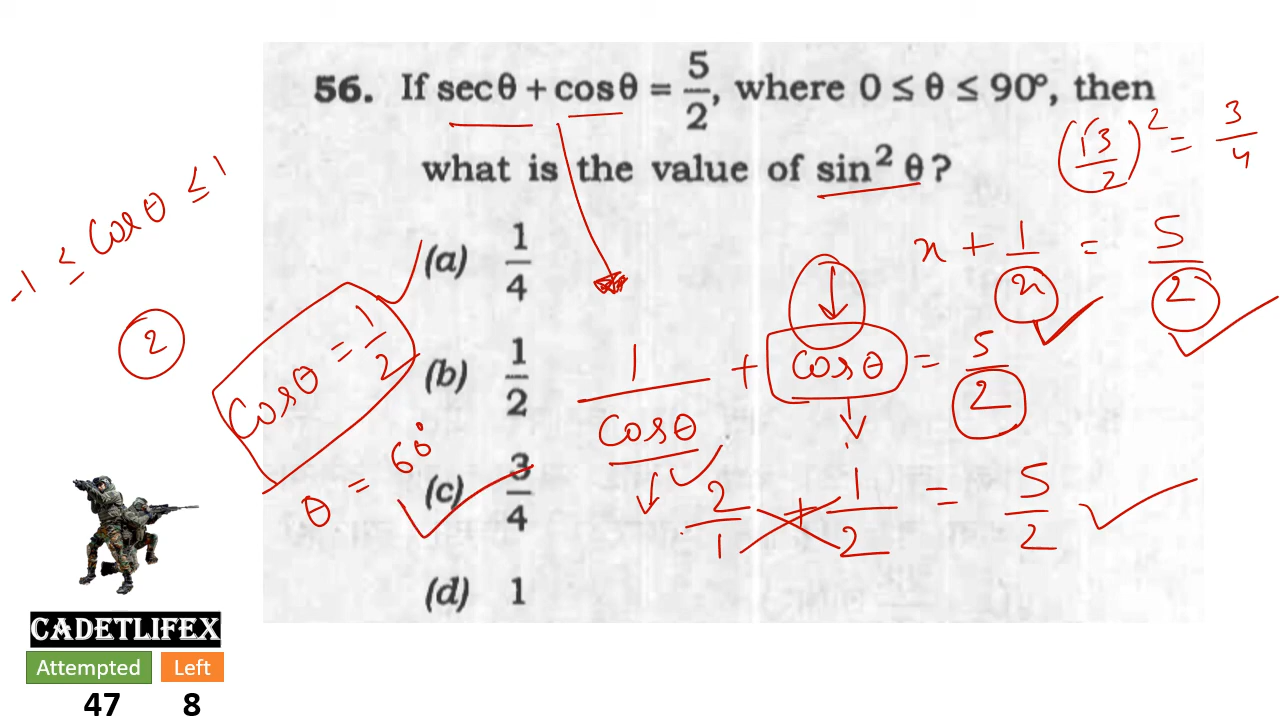 56. If secθ + cosθ = 5/2, where 0 ≤ θ ≤ 90°, then
what is the value of sin² θ?
(√3/2)² = 3/4
-1 ≤ Cosθ ≤ 1
(a) 1/4
x + 1/x = 5/2
2
Cosθ = 1/2
(b) 1/2
1/Cosθ + Cosθ = 5/2
θ = 60°
(c) 3/4
2/1 + 1/2 = 5/2
(d) 1
CADETLIFEX
Attempted Left
47 8